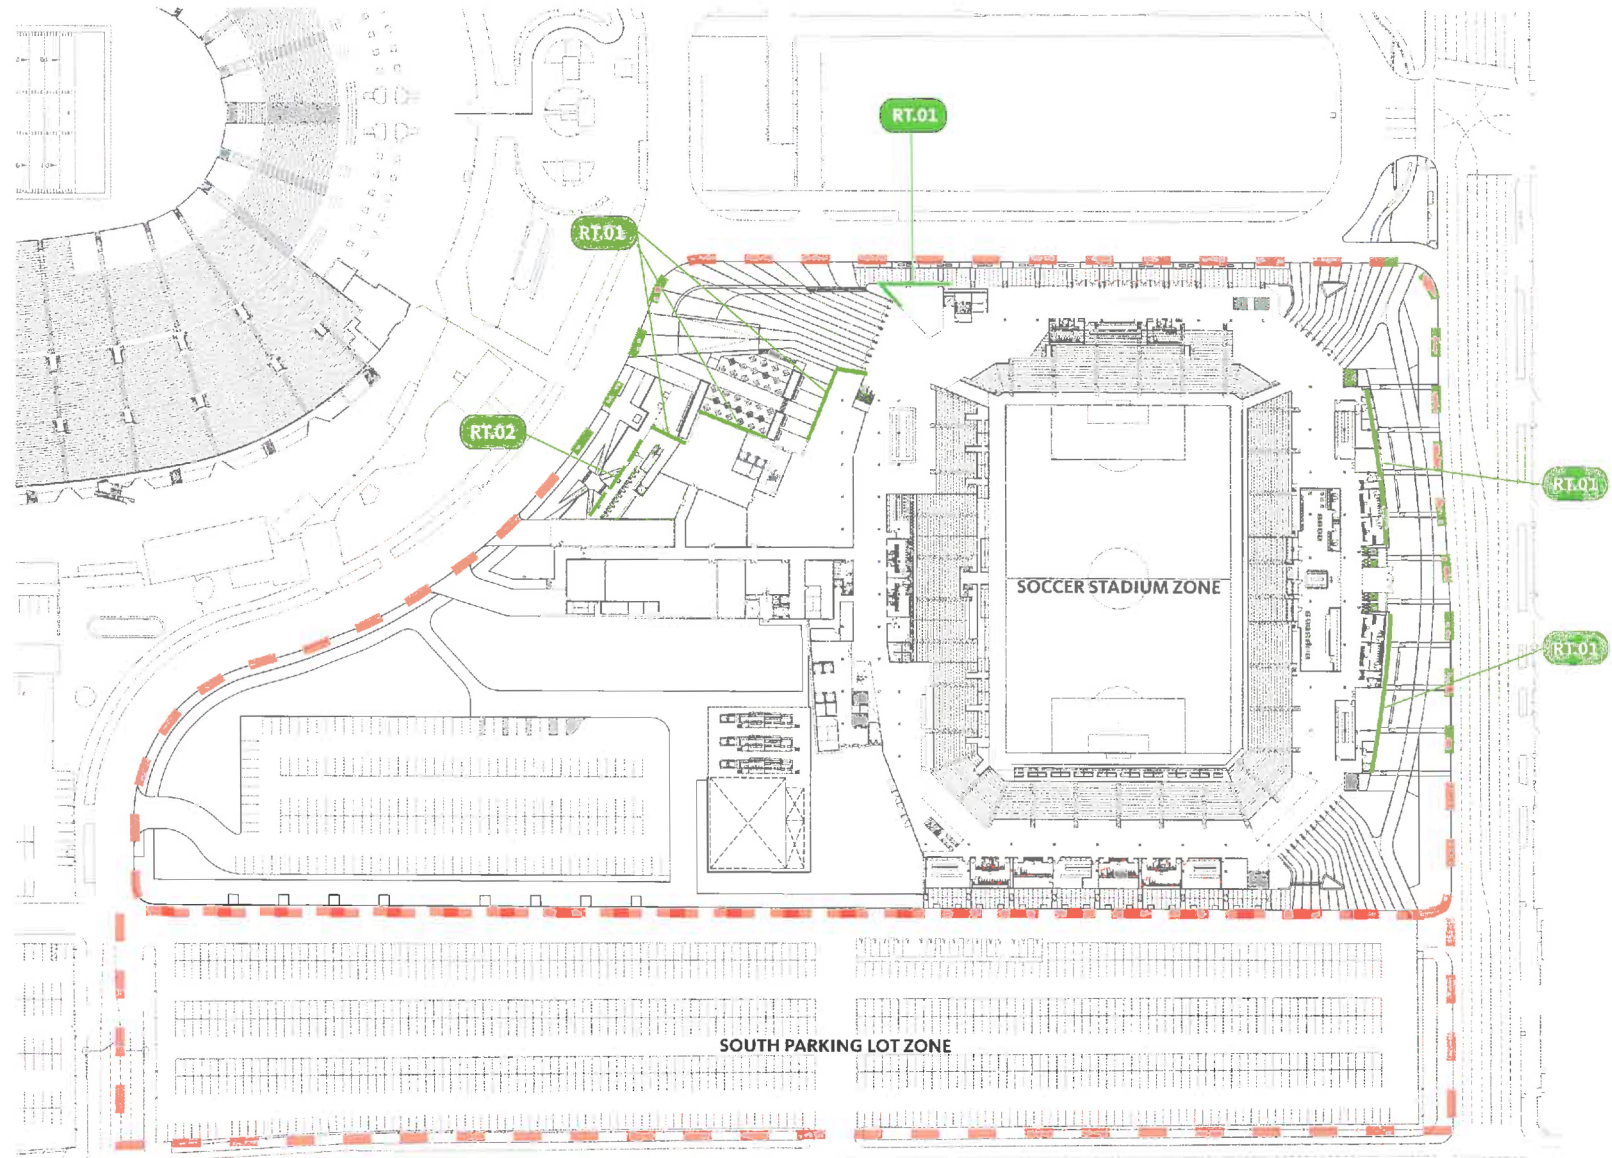 RT.01
RT.01
RT.02
RT.01
SOCCER STADIUM ZONE
RT.01
SOUTH PARKING LOT ZONE